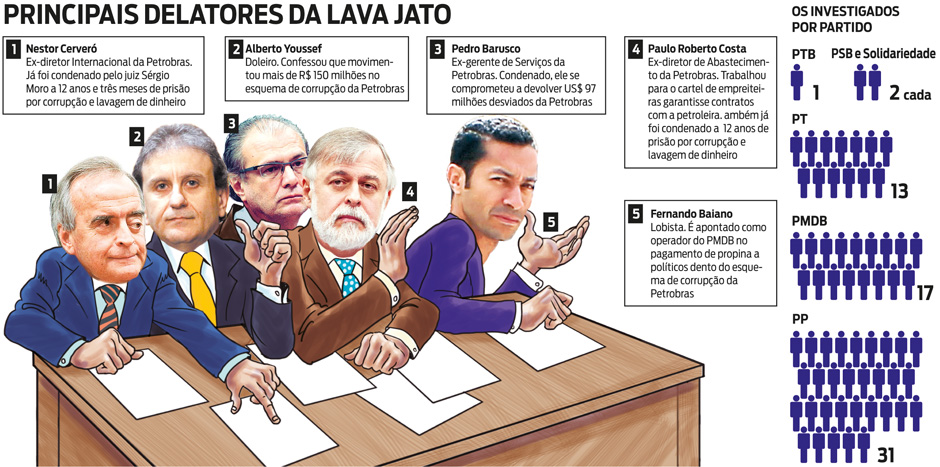 PRINCIPAIS DELATORES DA LAVA JATO
1 Nestor Cerveró
Ex-diretor Internacional da Petrobras.
Já foi condenado pelo juiz Sérgio
Moro a 12 anos e três meses de prisão
por corrupção e lavagem de dinheiro
2 Alberto Youssef
Doleiro. Confessou que movimen-
tou mais de R$ 150 milhões no
esquema de corrupção da Petrobras
3 Pedro Barusco
Ex-gerente de Serviços da
Petrobras. Condenado, ele se
comprometeu a devolver US$ 97
milhões desviados da Petrobras
4 Paulo Roberto Costa
Ex-diretor de Abastecimen-
to da Petrobras. Trabalhou
para o cartel de empreitei-
ras garantisse contratos
com a petroleira. ambém já
foi condenado a 12 anos de
prisão por corrupção e
lavagem de dinheiro
5 Fernando Baiano
Lobista. É apontado como
operador do PMDB no
pagamento de propina a
políticos dento do esque-
ma de corrupção da
Petrobras
1
2
3
4
5
OS INVESTIGADOS
POR PARTIDO
PTB
1
PSB e Solidariedade
2 cada
PT
13
PMDB
17
PP
31